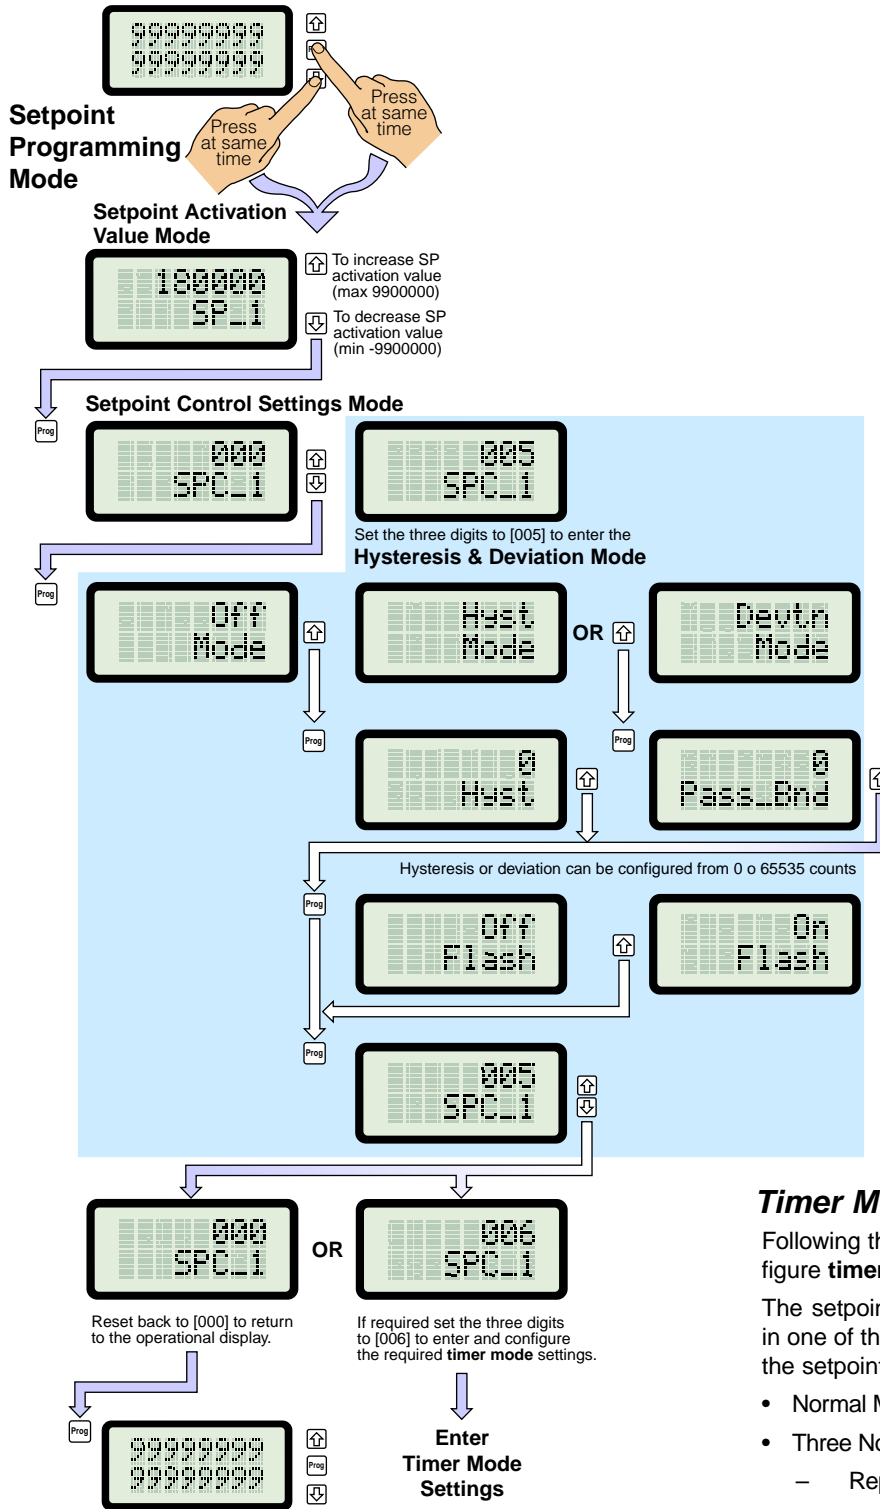 99999999
99999999
Press
at same
time
Press
at same
time
Setpoint
Programming
Mode
Setpoint Activation
Value Mode
180000
SP_1
To increase SP
activation value
(max 9900000)
To decrease SP
activation value
(min -9900000)
Prog
Setpoint Control Settings Mode
000
SPC_1
005
SPC_1
Set the three digits to [005] to enter the
Hysteresis & Deviation Mode
Prog
Off
Mode
Hyst
Mode
OR
Devtn
Mode
Prog
Prog
0
Hyst
0
Pass_Bnd
Hysteresis or deviation can be configured from 0 o 65535 counts
Prog
Off
Flash
On
Flash
Prog
005
SPC_1
000
SPC_1
OR
006
SPC_1
Reset back to [000] to return
to the operational display.
If required set the three digits
to [006] to enter and configure
the required timer mode settings.
Prog
99999999
99999999
Prog
Enter
Timer Mode
Settings
Timer M
Following th
figure timer
The setpoin
in one of th
the setpoint
• Normal M
• Three No
– Rep